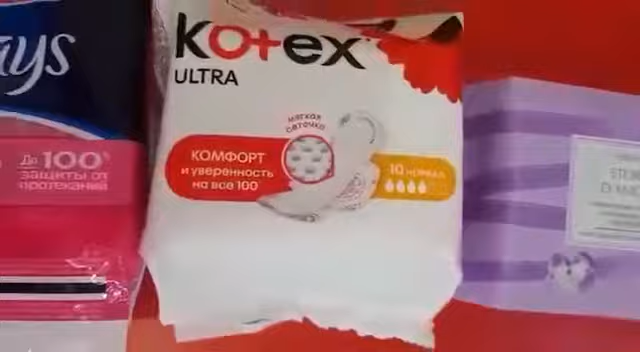 ays
До 100%
защиты от
протеканий
kotex
ULTRA
мягкая
сеточка
КОМФОРТ
и уверенность
на все 100
10 НОРМАЛ